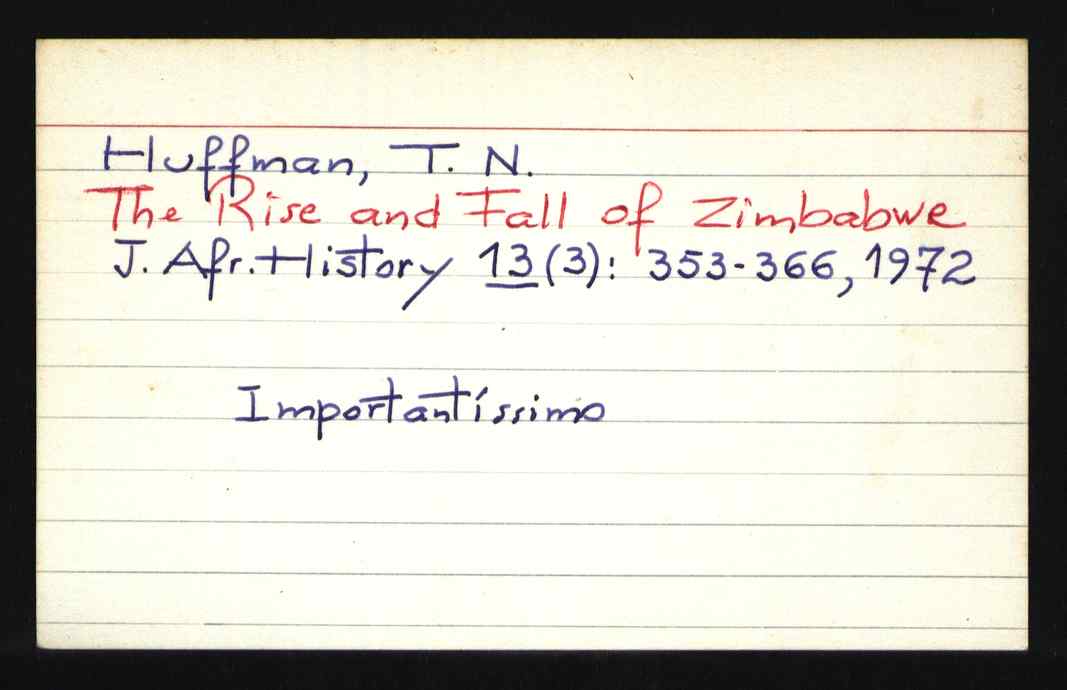 Huffman, T. N.
The Rise and Fall of Zimbabwe
J. Afr. History 13(3): 353-366, 1972
Importantíssimo